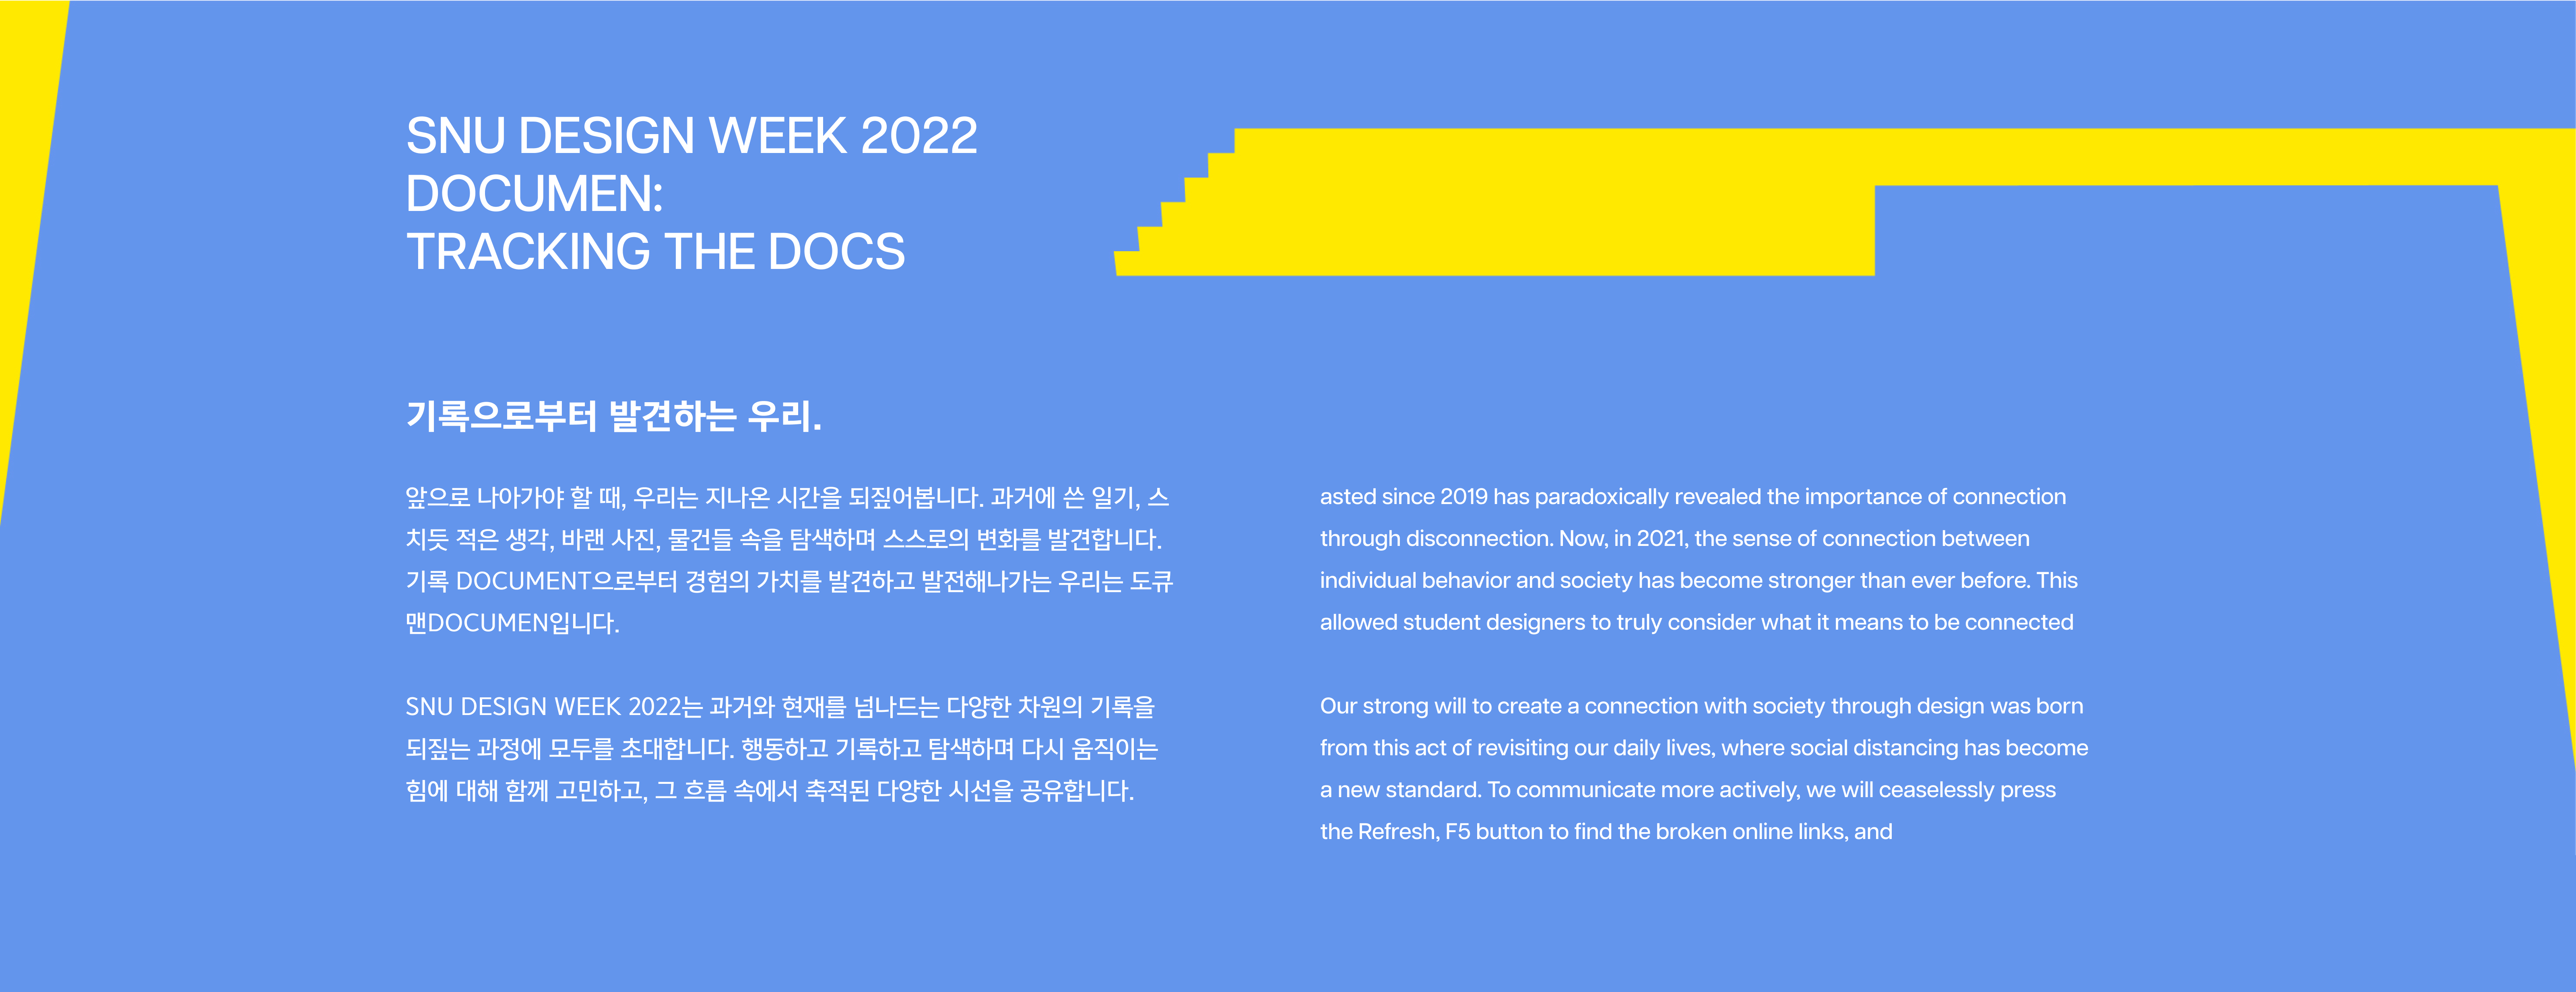 SNU DESIGN WEEK 2022
DOCUMEN:
TRACKING THE DOCS
기록으로부터 발견하는 우리.
앞으로 나아가야 할 때, 우리는 지나온 시간을 되짚어봅니다. 과거에 쓴 일기, 스
치듯 적은 생각, 바랜 사진, 물건들 속을 탐색하며 스스로의 변화를 발견합니다.
기록 DOCUMENT으로부터 경험의 가치를 발견하고 발전해나가는 우리는 도큐
맨DOCUMEN입니다.
SNU DESIGN WEEK 2022는 과거와 현재를 넘나드는 다양한 차원의 기록을
되짚는 과정에 모두를 초대합니다. 행동하고 기록하고 탐색하며 다시 움직이는
힘에 대해 함께 고민하고, 그 흐름 속에서 축적된 다양한 시선을 공유합니다.
asted since 2019 has paradoxically revealed the importance of connection
through disconnection. Now, in 2021, the sense of connection between
individual behavior and society has become stronger than ever before. This
allowed student designers to truly consider what it means to be connected
Our strong will to create a connection with society through design was born
from this act of revisiting our daily lives, where social distancing has become
a new standard. To communicate more actively, we will ceaselessly press
the Refresh, F5 button to find the broken online links, and